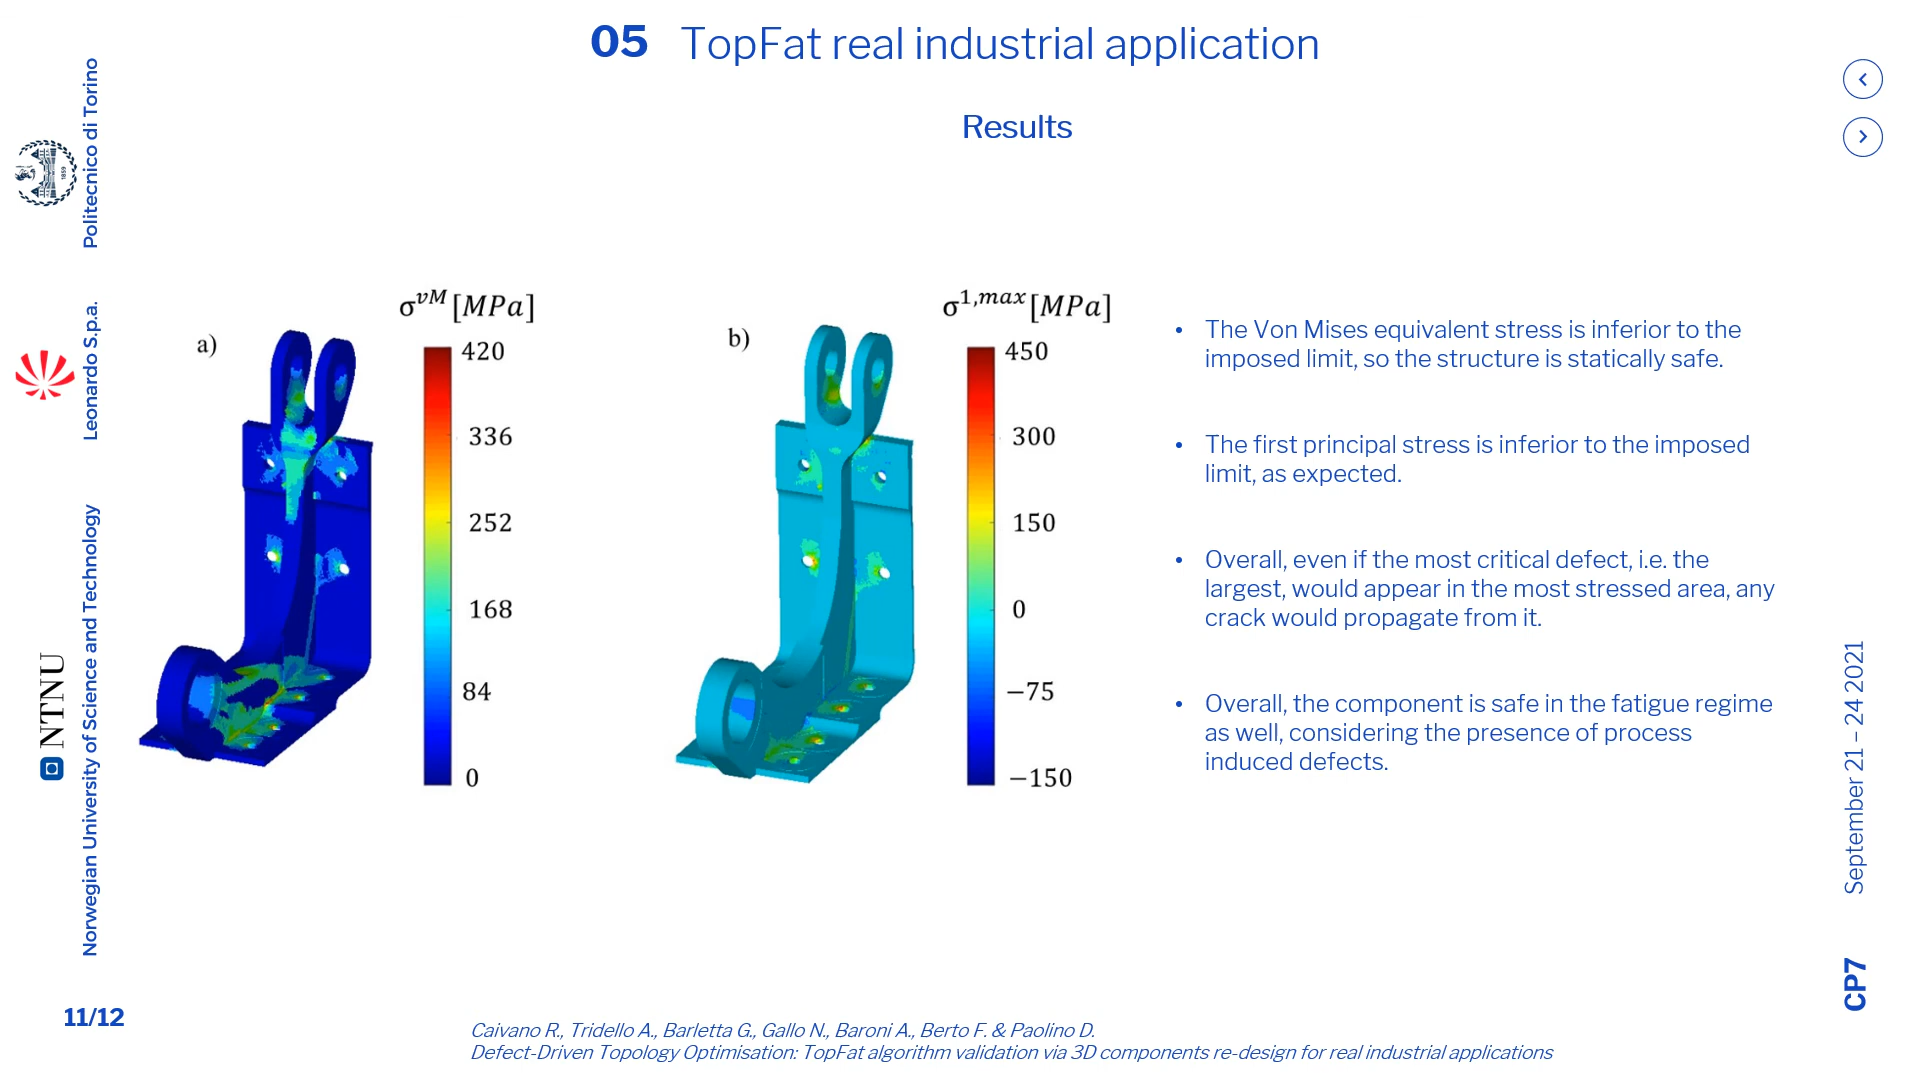 05 TopFat real industrial application
Results
Politecnico di Torino
1859
Leonardo S.p.a.
NTNU
Norwegian University of Science and Technology
a)
σ^vM [MPa]
420
336
252
168
84
0
b)
σ^1,max [MPa]
450
300
150
0
−75
−150
• The Von Mises equivalent stress is inferior to the
imposed limit, so the structure is statically safe.
• The first principal stress is inferior to the imposed
limit, as expected.
• Overall, even if the most critical defect, i.e. the
largest, would appear in the most stressed area, any
crack would propagate from it.
• Overall, the component is safe in the fatigue regime
as well, considering the presence of process
induced defects.
September 21 – 24 2021
CP7
11/12
Caivano R., Tridello A., Barletta G., Gallo N., Baroni A., Berto F. & Paolino D.
Defect-Driven Topology Optimisation: TopFat algorithm validation via 3D components re-design for real industrial applications